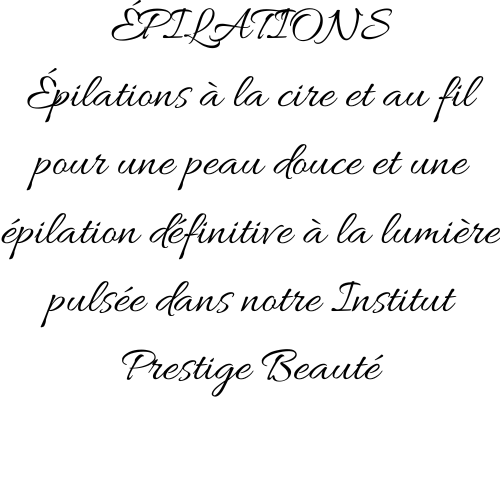 ÉPILATIONS
Épilations à la cire et au fil
pour une peau douce et une
épilation définitive à la lumière
pulsée dans notre Institut
Prestige Beauté